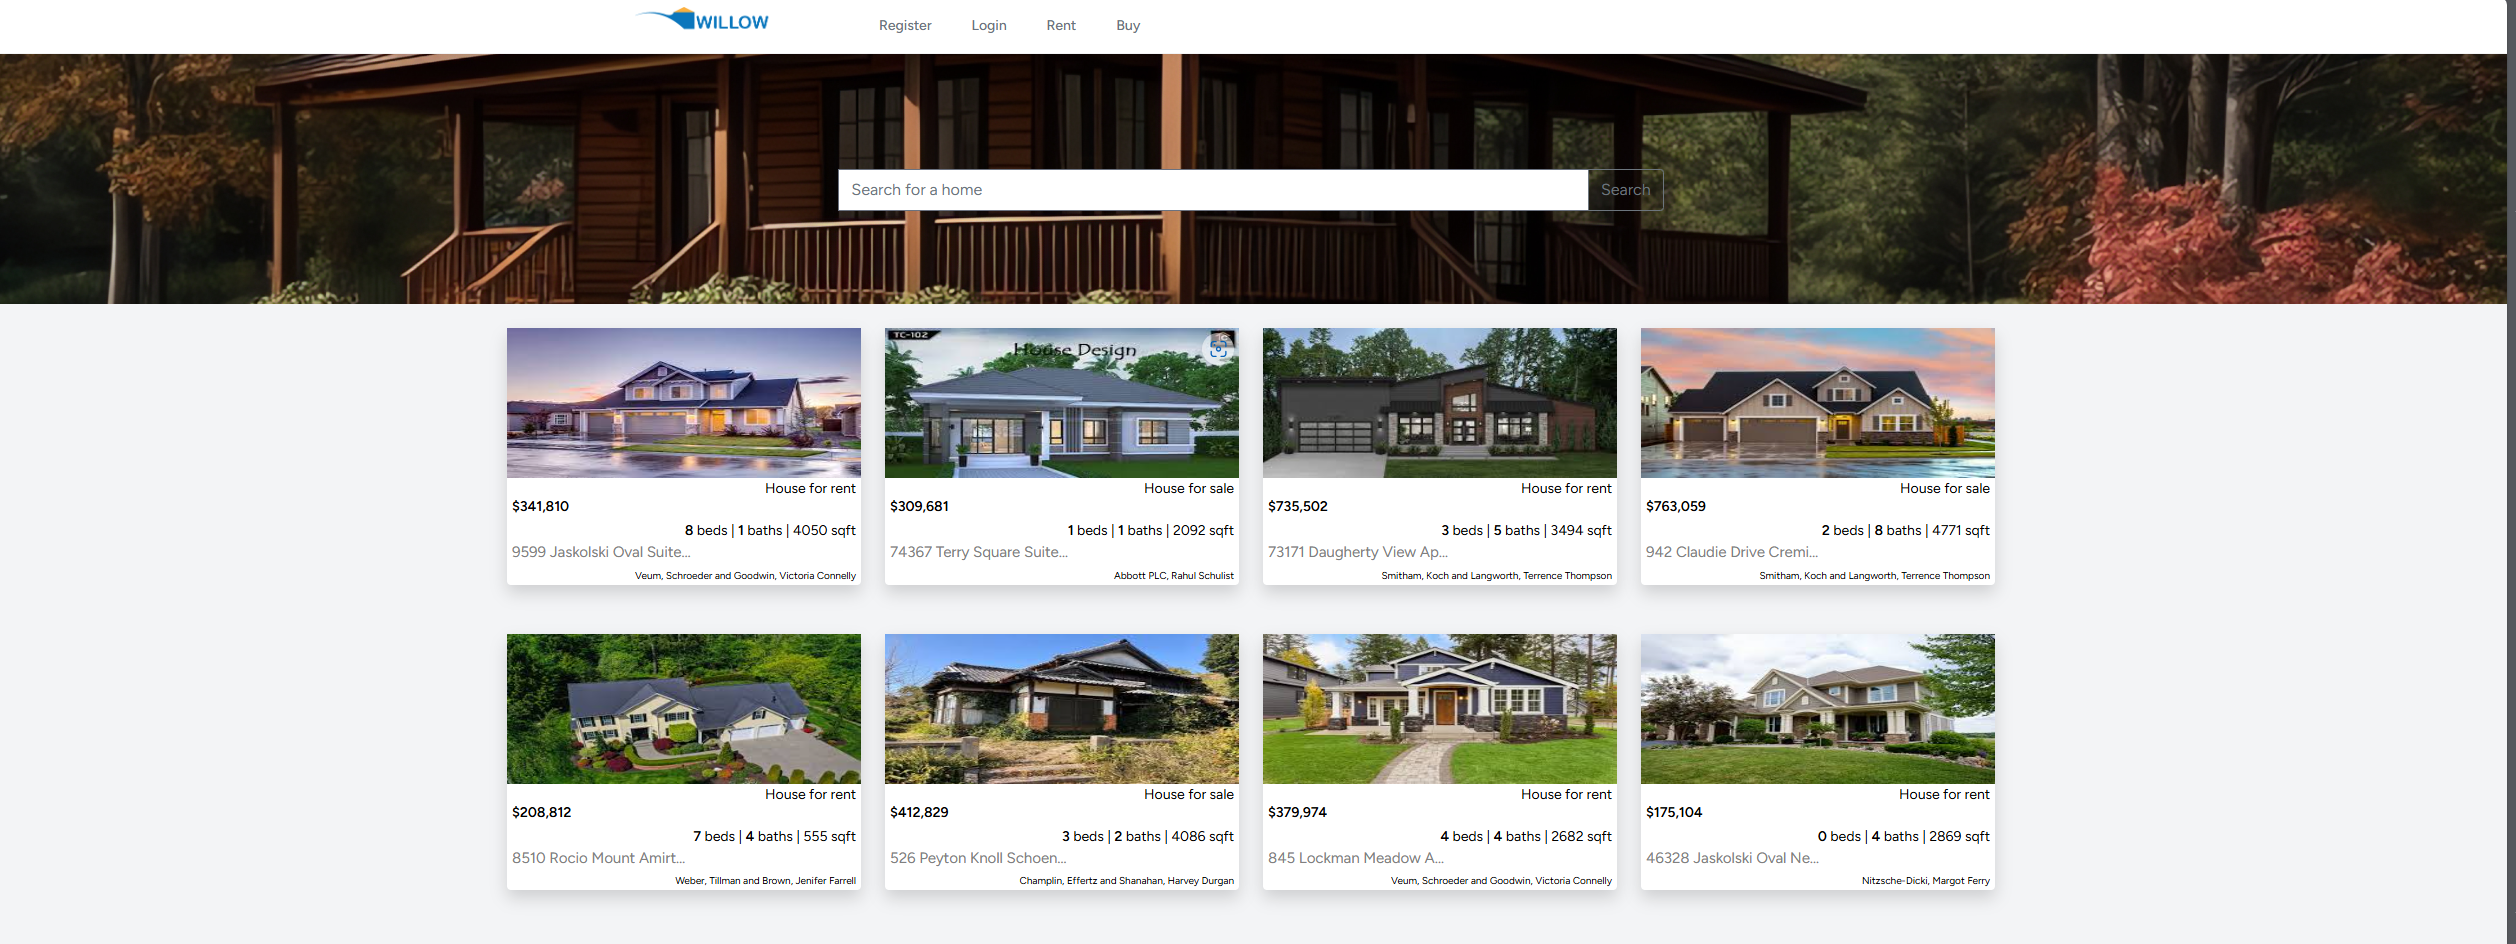 WILLOW
Register Login Rent Buy
Search for a home Search
TC-102
House Design
House for rent
$341,810
8 beds | 1 baths | 4050 sqft
9599 Jaskolski Oval Suite...
Veum, Schroeder and Goodwin, Victoria Connelly
House for sale
$309,681
1 beds | 1 baths | 2092 sqft
74367 Terry Square Suite...
Abbott PLC, Rahul Schulist
House for rent
$735,502
3 beds | 5 baths | 3494 sqft
73171 Daugherty View Ap...
Smitham, Koch and Langworth, Terrence Thompson
House for sale
$763,059
2 beds | 8 baths | 4771 sqft
942 Claudie Drive Cremi...
Smitham, Koch and Langworth, Terrence Thompson
House for rent
$208,812
7 beds | 4 baths | 555 sqft
8510 Rocio Mount Amirt...
Weber, Tillman and Brown, Jenifer Farrell
House for sale
$412,829
3 beds | 2 baths | 4086 sqft
526 Peyton Knoll Schoen...
Champlin, Effertz and Shanahan, Harvey Durgan
House for rent
$379,974
4 beds | 4 baths | 2682 sqft
845 Lockman Meadow A...
Veum, Schroeder and Goodwin, Victoria Connelly
House for rent
$175,104
0 beds | 4 baths | 2869 sqft
46328 Jaskolski Oval Ne...
Nitzsche-Dicki, Margot Ferry